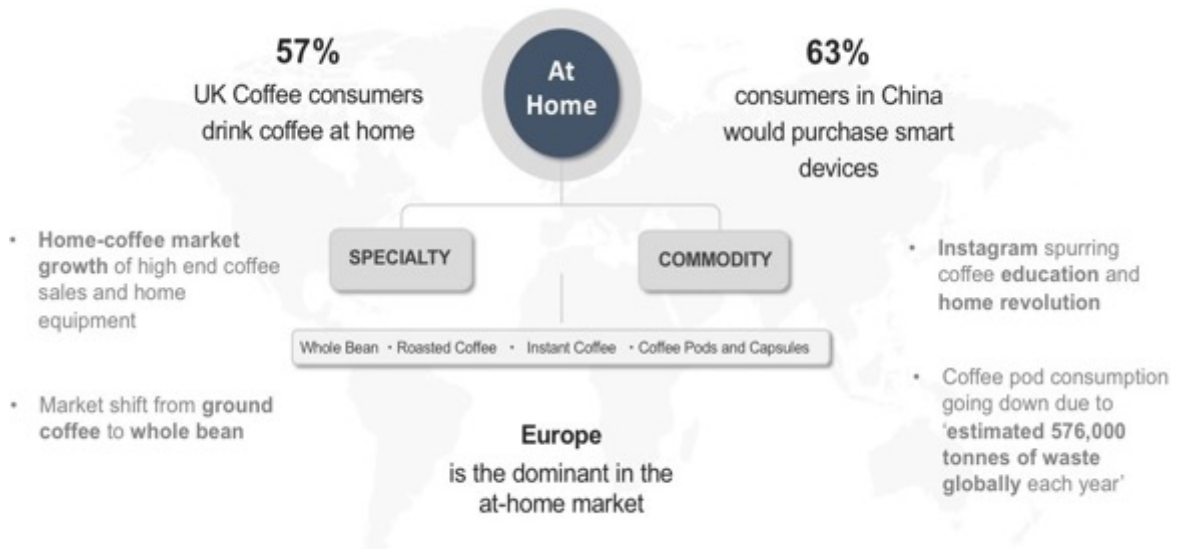 57%
UK Coffee consumers
drink coffee at home
At
Home
63%
consumers in China
would purchase smart
devices
• Home-coffee market
growth of high end coffee
sales and home
equipment
• Market shift from ground
coffee to whole bean
SPECIALTY
COMMODITY
Whole Bean • Roasted Coffee • Instant Coffee • Coffee Pods and Capsules
Europe
is the dominant in the
at-home market
• Instagram spurring
coffee education and
home revolution
• Coffee pod consumption
going down due to
‘estimated 576,000
tonnes of waste
globally each year’